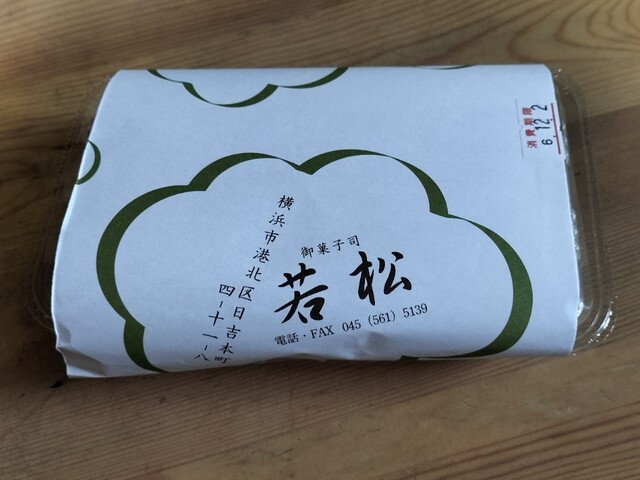 消費期限
6.12.2
横浜市港北区日吉本町
四-十一-八
御菓子司
若松
電話・FAX 045 (561) 5139